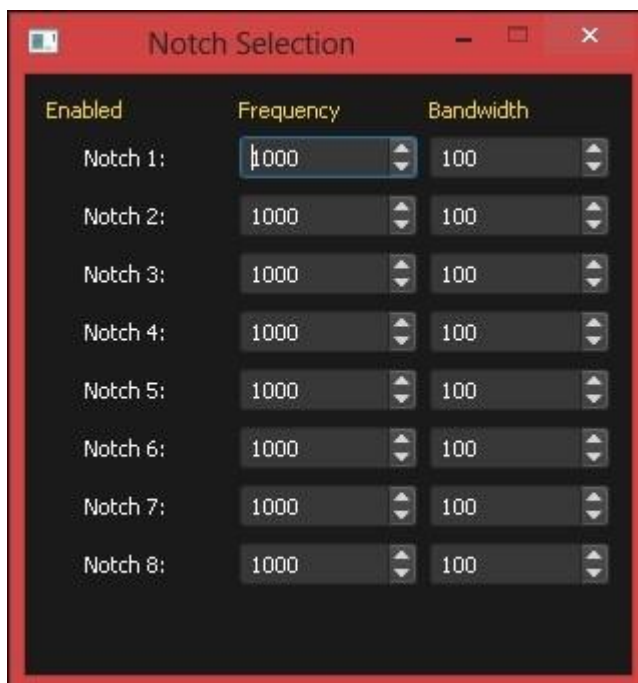 Notch Selection
Enabled Frequency Bandwidth
Notch 1: 1000 100
Notch 2: 1000 100
Notch 3: 1000 100
Notch 4: 1000 100
Notch 5: 1000 100
Notch 6: 1000 100
Notch 7: 1000 100
Notch 8: 1000 100